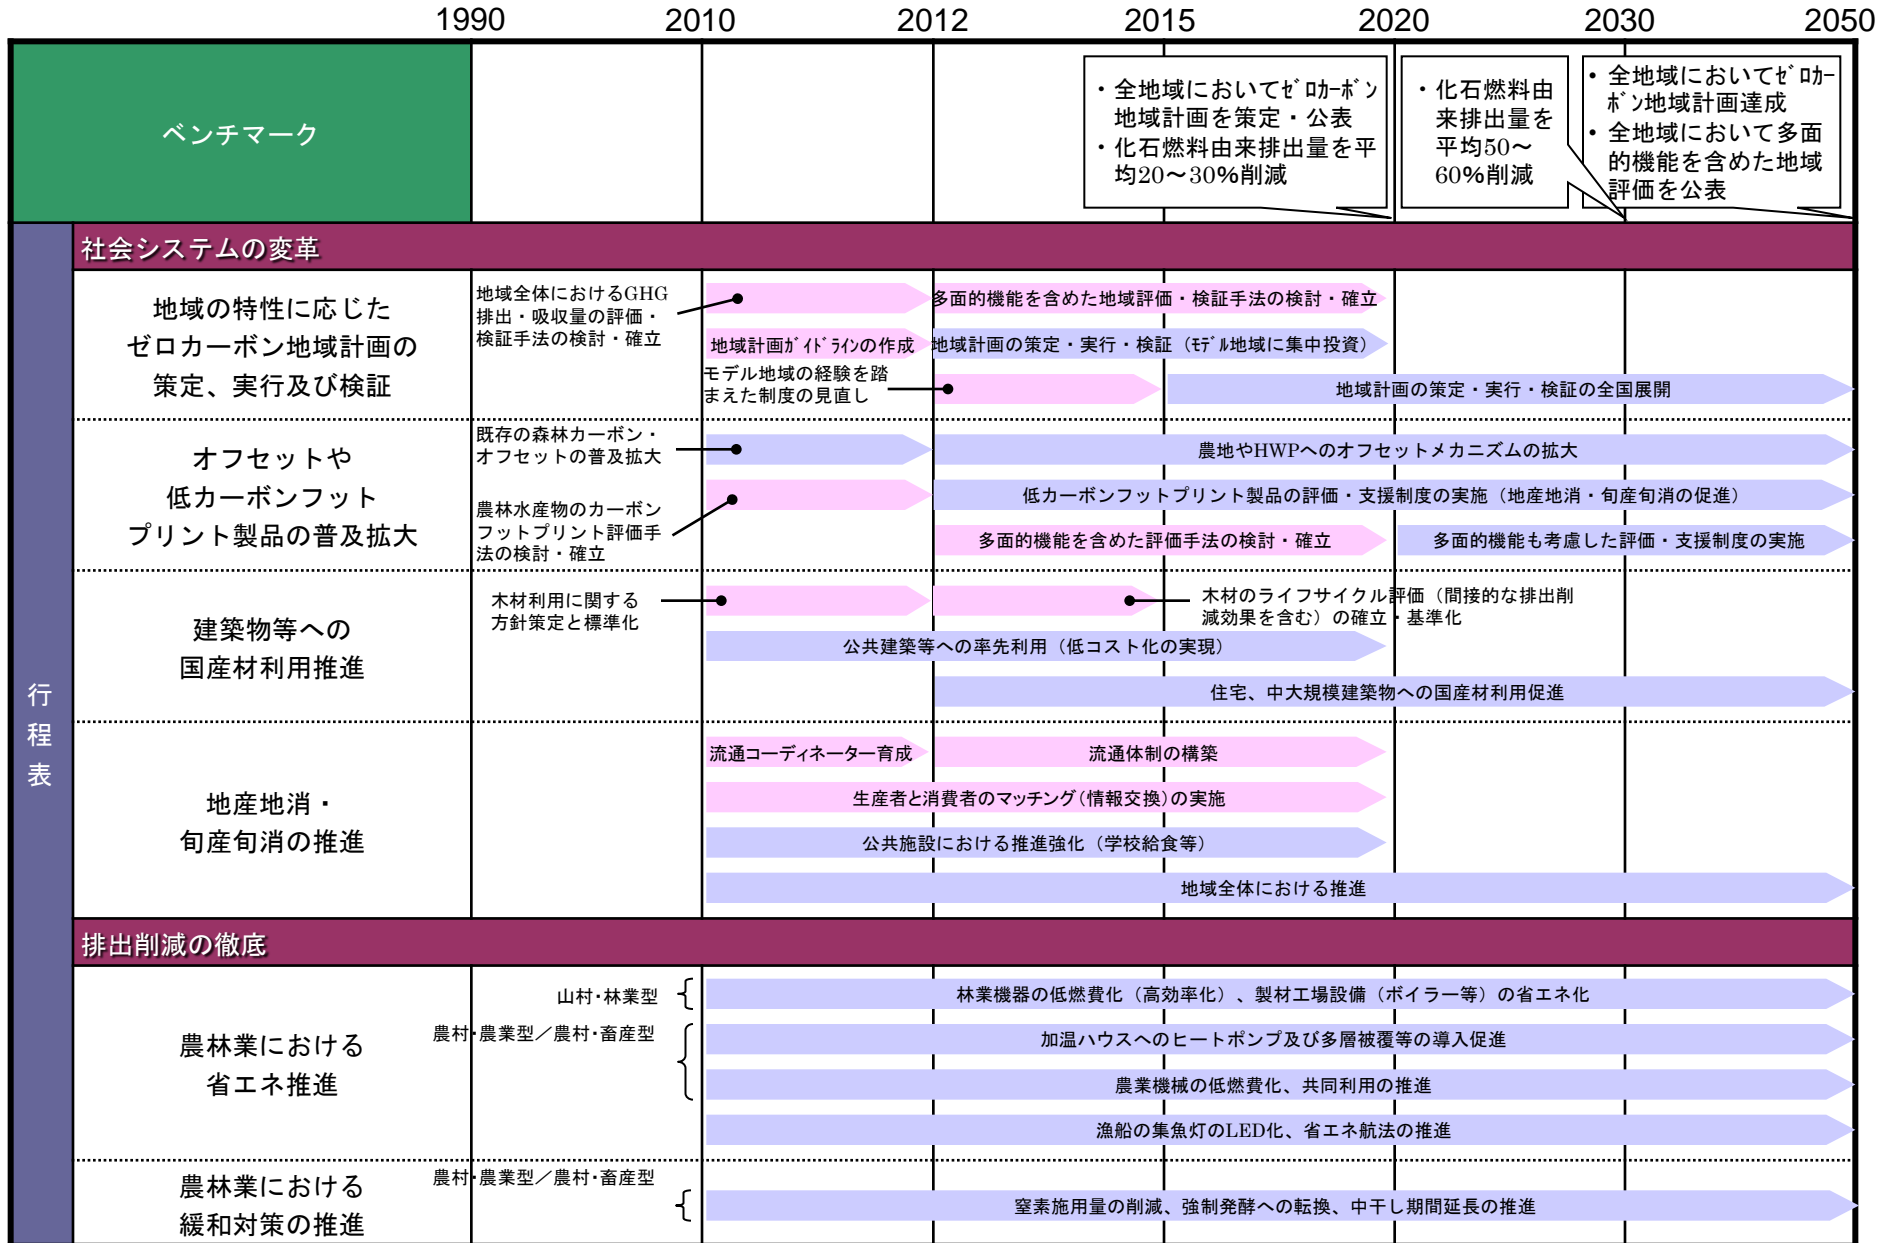 1990 2010 2012 2015 2020 2030 2050
ベンチマーク
・全地域においてｾﾞﾛｶｰﾎﾞﾝ
地域計画を策定・公表
・化石燃料由来排出量を平
均20～30％削減
・化石燃料由
来排出量を
平均50～
60％削減
・全地域においてｾﾞﾛｶｰ
ﾎﾞﾝ地域計画達成
・全地域において多面
的機能を含めた地域
評価を公表
行
程
表
社会システムの変革
地域の特性に応じた
ゼロカーボン地域計画の
策定、実行及び検証
地域全体におけるGHG
排出・吸収量の評価・
検証手法の検討・確立
多面的機能を含めた地域評価・検証手法の検討・確立
地域計画ｶﾞｲﾄﾞﾗｲﾝの作成
地域計画の策定・実行・検証（ﾓﾃﾞﾙ地域に集中投資）
モデル地域の経験を踏
まえた制度の見直し
地域計画の策定・実行・検証の全国展開
オフセットや
低カーボンフット
プリント製品の普及拡大
既存の森林カーボン・
オフセットの普及拡大
農地やHWPへのオフセットメカニズムの拡大
農林水産物のカーボン
フットプリント評価手
法の検討・確立
低カーボンフットプリント製品の評価・支援制度の実施（地産地消・旬産旬消の促進）
多面的機能を含めた評価手法の検討・確立
多面的機能も考慮した評価・支援制度の実施
建築物等への
国産材利用推進
木材利用に関する
方針策定と標準化
木材のライフサイクル評価（間接的な排出削
減効果を含む）の確立・基準化
公共建築等への率先利用（低コスト化の実現）
住宅、中大規模建築物への国産材利用促進
地産地消・
旬産旬消の推進
流通コーディネーター育成
流通体制の構築
生産者と消費者のマッチング（情報交換）の実施
公共施設における推進強化（学校給食等）
地域全体における推進
排出削減の徹底
農林業における
省エネ推進
山村・林業型
林業機器の低燃費化（高効率化）、製材工場設備（ボイラー等）の省エネ化
農村・農業型／農村・畜産型
加温ハウスへのヒートポンプ及び多層被覆等の導入促進
農業機械の低燃費化、共同利用の推進
漁船の集魚灯のLED化、省エネ航法の推進
農林業における
緩和対策の推進
農村・農業型／農村・畜産型
窒素施用量の削減、強制発酵への転換、中干し期間延長の推進